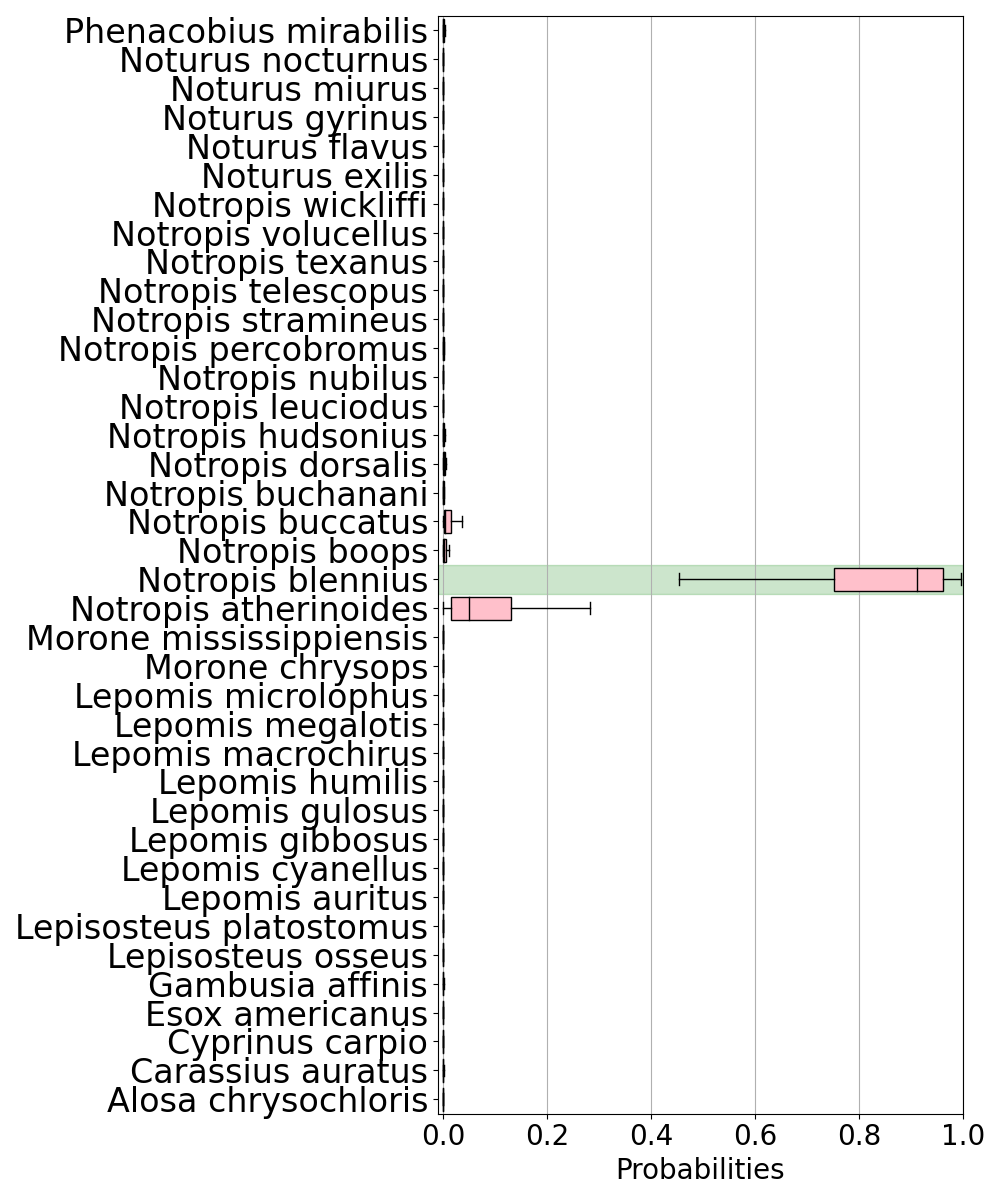 Phenacobius mirabilis
Noturus nocturnus
Noturus miurus
Noturus gyrinus
Noturus flavus
Noturus exilis
Notropis wickliffi
Notropis volucellus
Notropis texanus
Notropis telescopus
Notropis stramineus
Notropis percobromus
Notropis nubilus
Notropis leuciodus
Notropis hudsonius
Notropis dorsalis
Notropis buchanani
Notropis buccatus
Notropis boops
Notropis blennius
Notropis atherinoides
Morone mississippiensis
Morone chrysops
Lepomis microlophus
Lepomis megalotis
Lepomis macrochirus
Lepomis humilis
Lepomis gulosus
Lepomis gibbosus
Lepomis cyanellus
Lepomis auritus
Lepisosteus platostomus
Lepisosteus osseus
Gambusia affinis
Esox americanus
Cyprinus carpio
Carassius auratus
Alosa chrysochloris
0.0 0.2 0.4 0.6 0.8 1.0
Probabilities